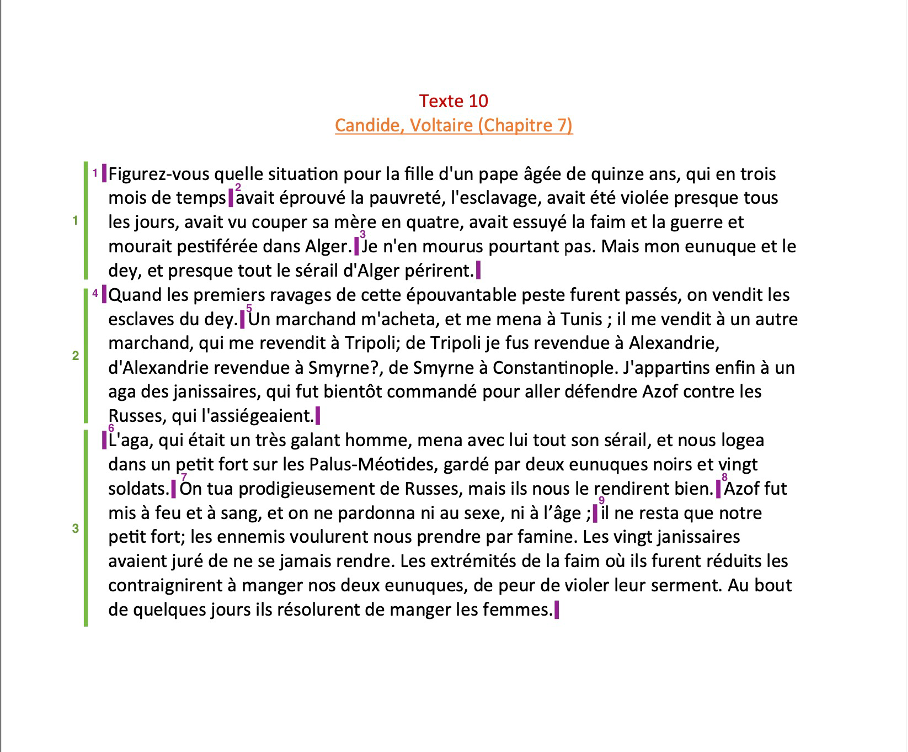 Texte 10
Candide, Voltaire (Chapitre 7)
1 Figurez-vous quelle situation pour la fille d'un pape âgée de quinze ans, qui en trois
mois de temps 2 avait éprouvé la pauvreté, l'esclavage, avait été violée presque tous
1 les jours, avait vu couper sa mère en quatre, avait essuyé la faim et la guerre et
mourait pestiférée dans Alger. 3 Je n'en mourus pourtant pas. Mais mon eunuque et le
dey, et presque tout le sérail d'Alger périrent.
4 Quand les premiers ravages de cette épouvantable peste furent passés, on vendit les
esclaves du dey. 5 Un marchand m'acheta, et me mena à Tunis ; il me vendit à un autre
2 marchand, qui me revendit à Tripoli; de Tripoli je fus revendue à Alexandrie,
d'Alexandrie revendue à Smyrne?, de Smyrne à Constantinople. J'appartins enfin à un
aga des janissaires, qui fut bientôt commandé pour aller défendre Azof contre les
Russes, qui l'assiégeaient.
6 L'aga, qui était un très galant homme, mena avec lui tout son sérail, et nous logea
dans un petit fort sur les Palus-Méotides, gardé par deux eunuques noirs et vingt
soldats. 7 On tua prodigieusement de Russes, mais ils nous le rendirent bien. 8 Azof fut
mis à feu et à sang, et on ne pardonna ni au sexe, ni à l’âge ; 9 il ne resta que notre
3 petit fort; les ennemis voulurent nous prendre par famine. Les vingt janissaires
avaient juré de ne se jamais rendre. Les extrémités de la faim où ils furent réduits les
contraignirent à manger nos deux eunuques, de peur de violer leur serment. Au bout
de quelques jours ils résolurent de manger les femmes.